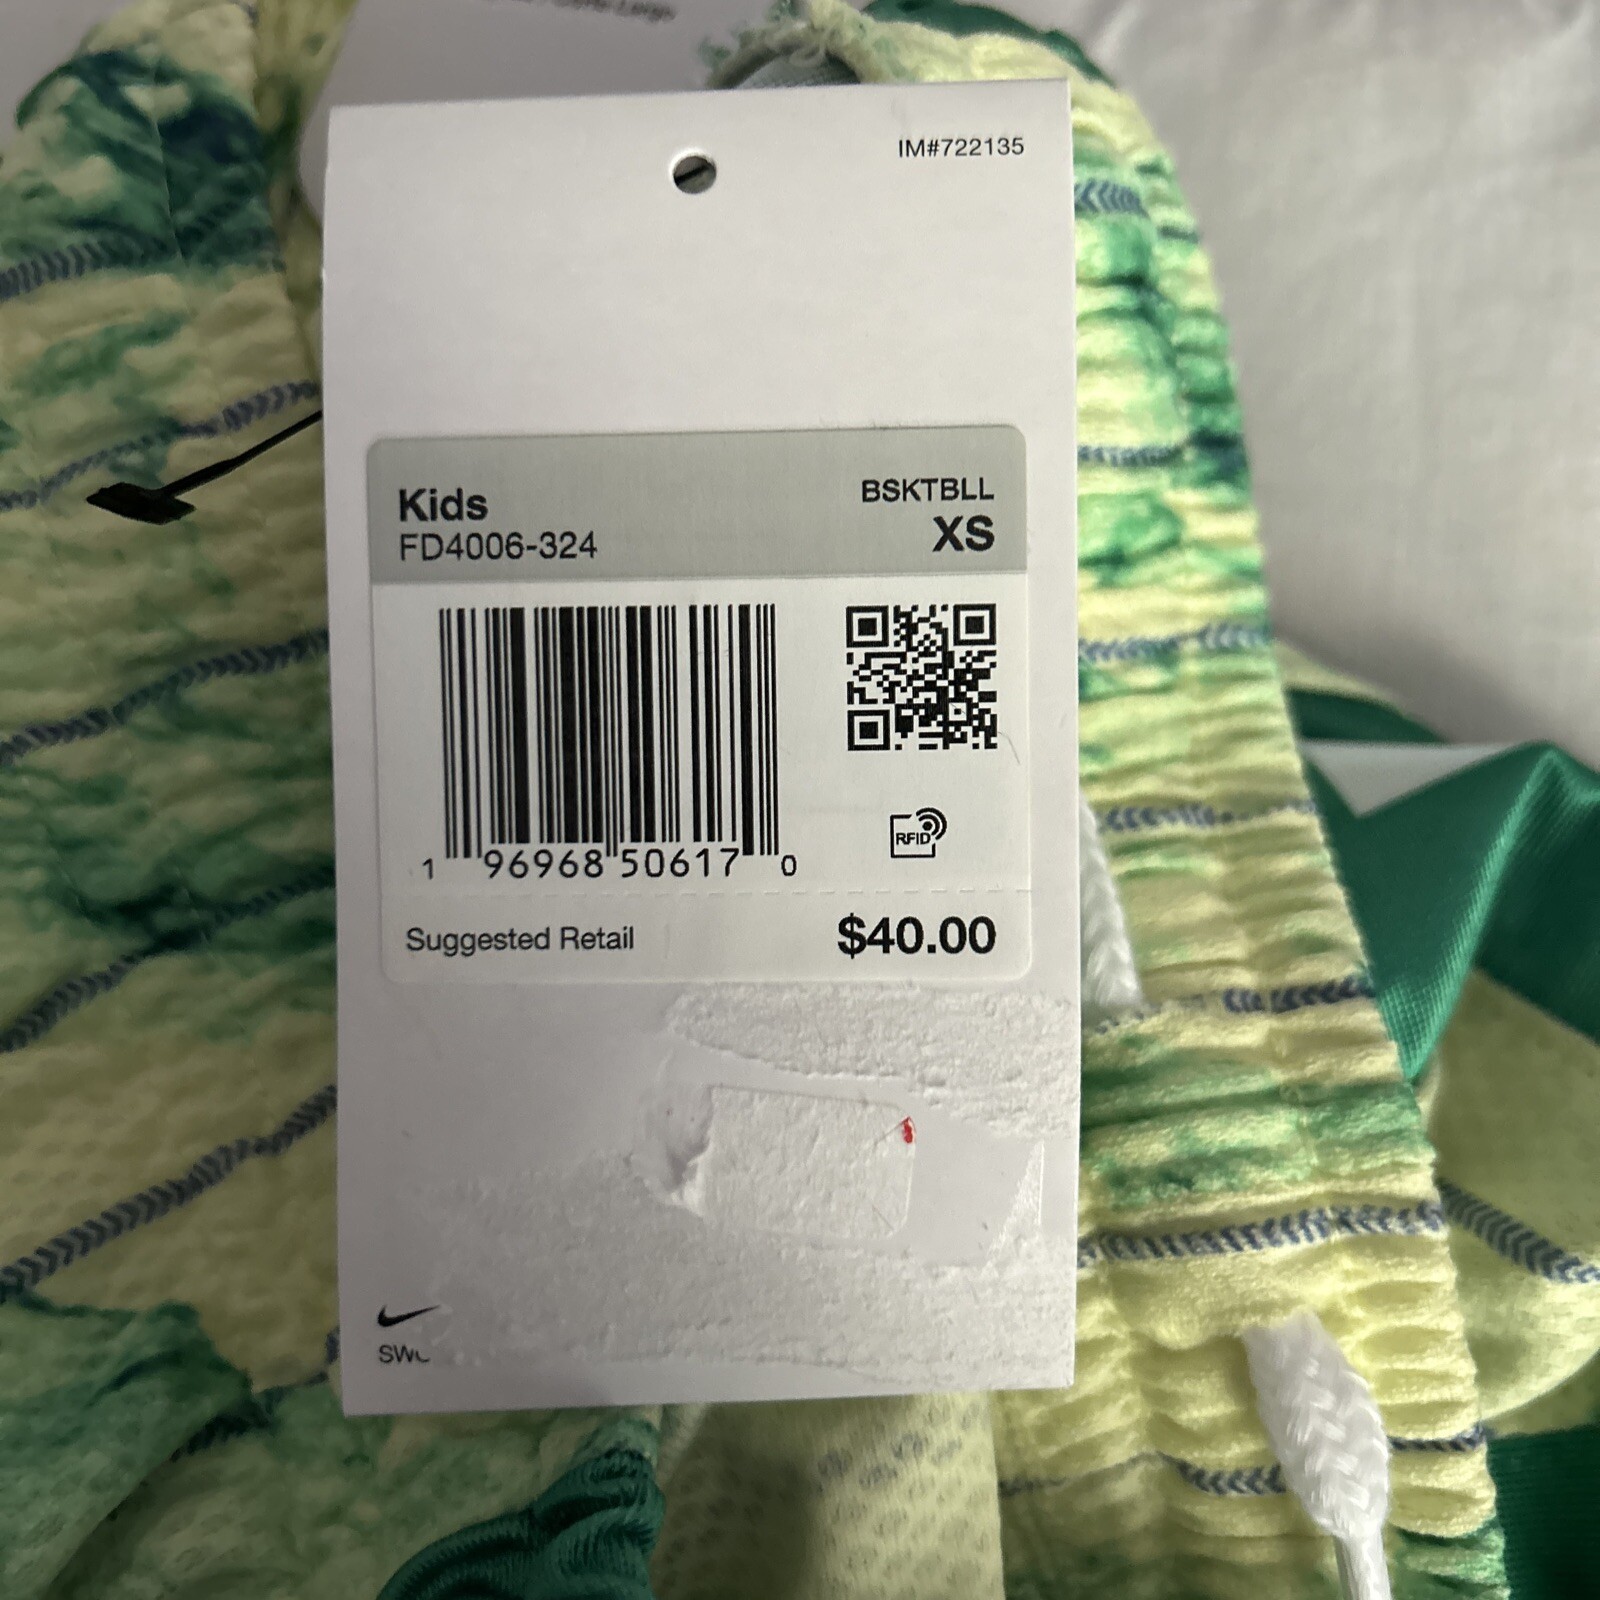 IM#722135
Kids
BSKTBLL
FD4006-324
XS
RFID
1 96968 50617 0
Suggested Retail
$40.00